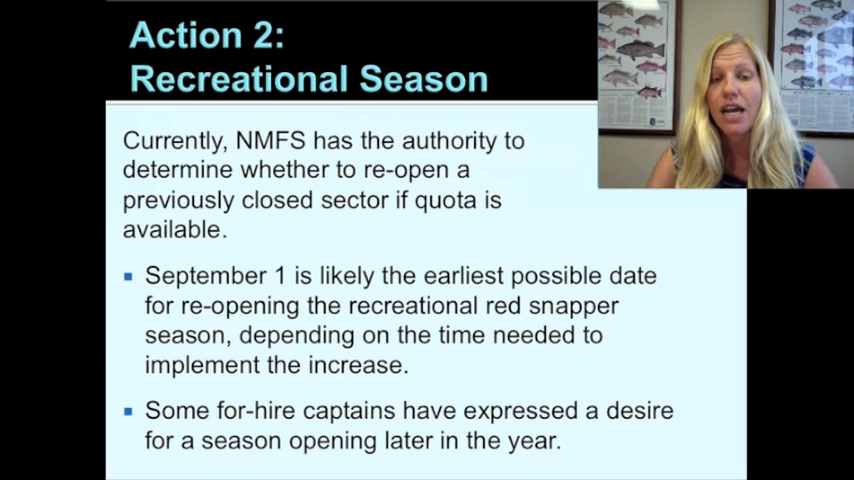 Action 2:
Recreational Season
Currently, NMFS has the authority to
determine whether to re-open a
previously closed sector if quota is
available.
September 1 is likely the earliest possible date
for re-opening the recreational red snapper
season, depending on the time needed to
implement the increase.
Some for-hire captains have expressed a desire
for a season opening later in the year.